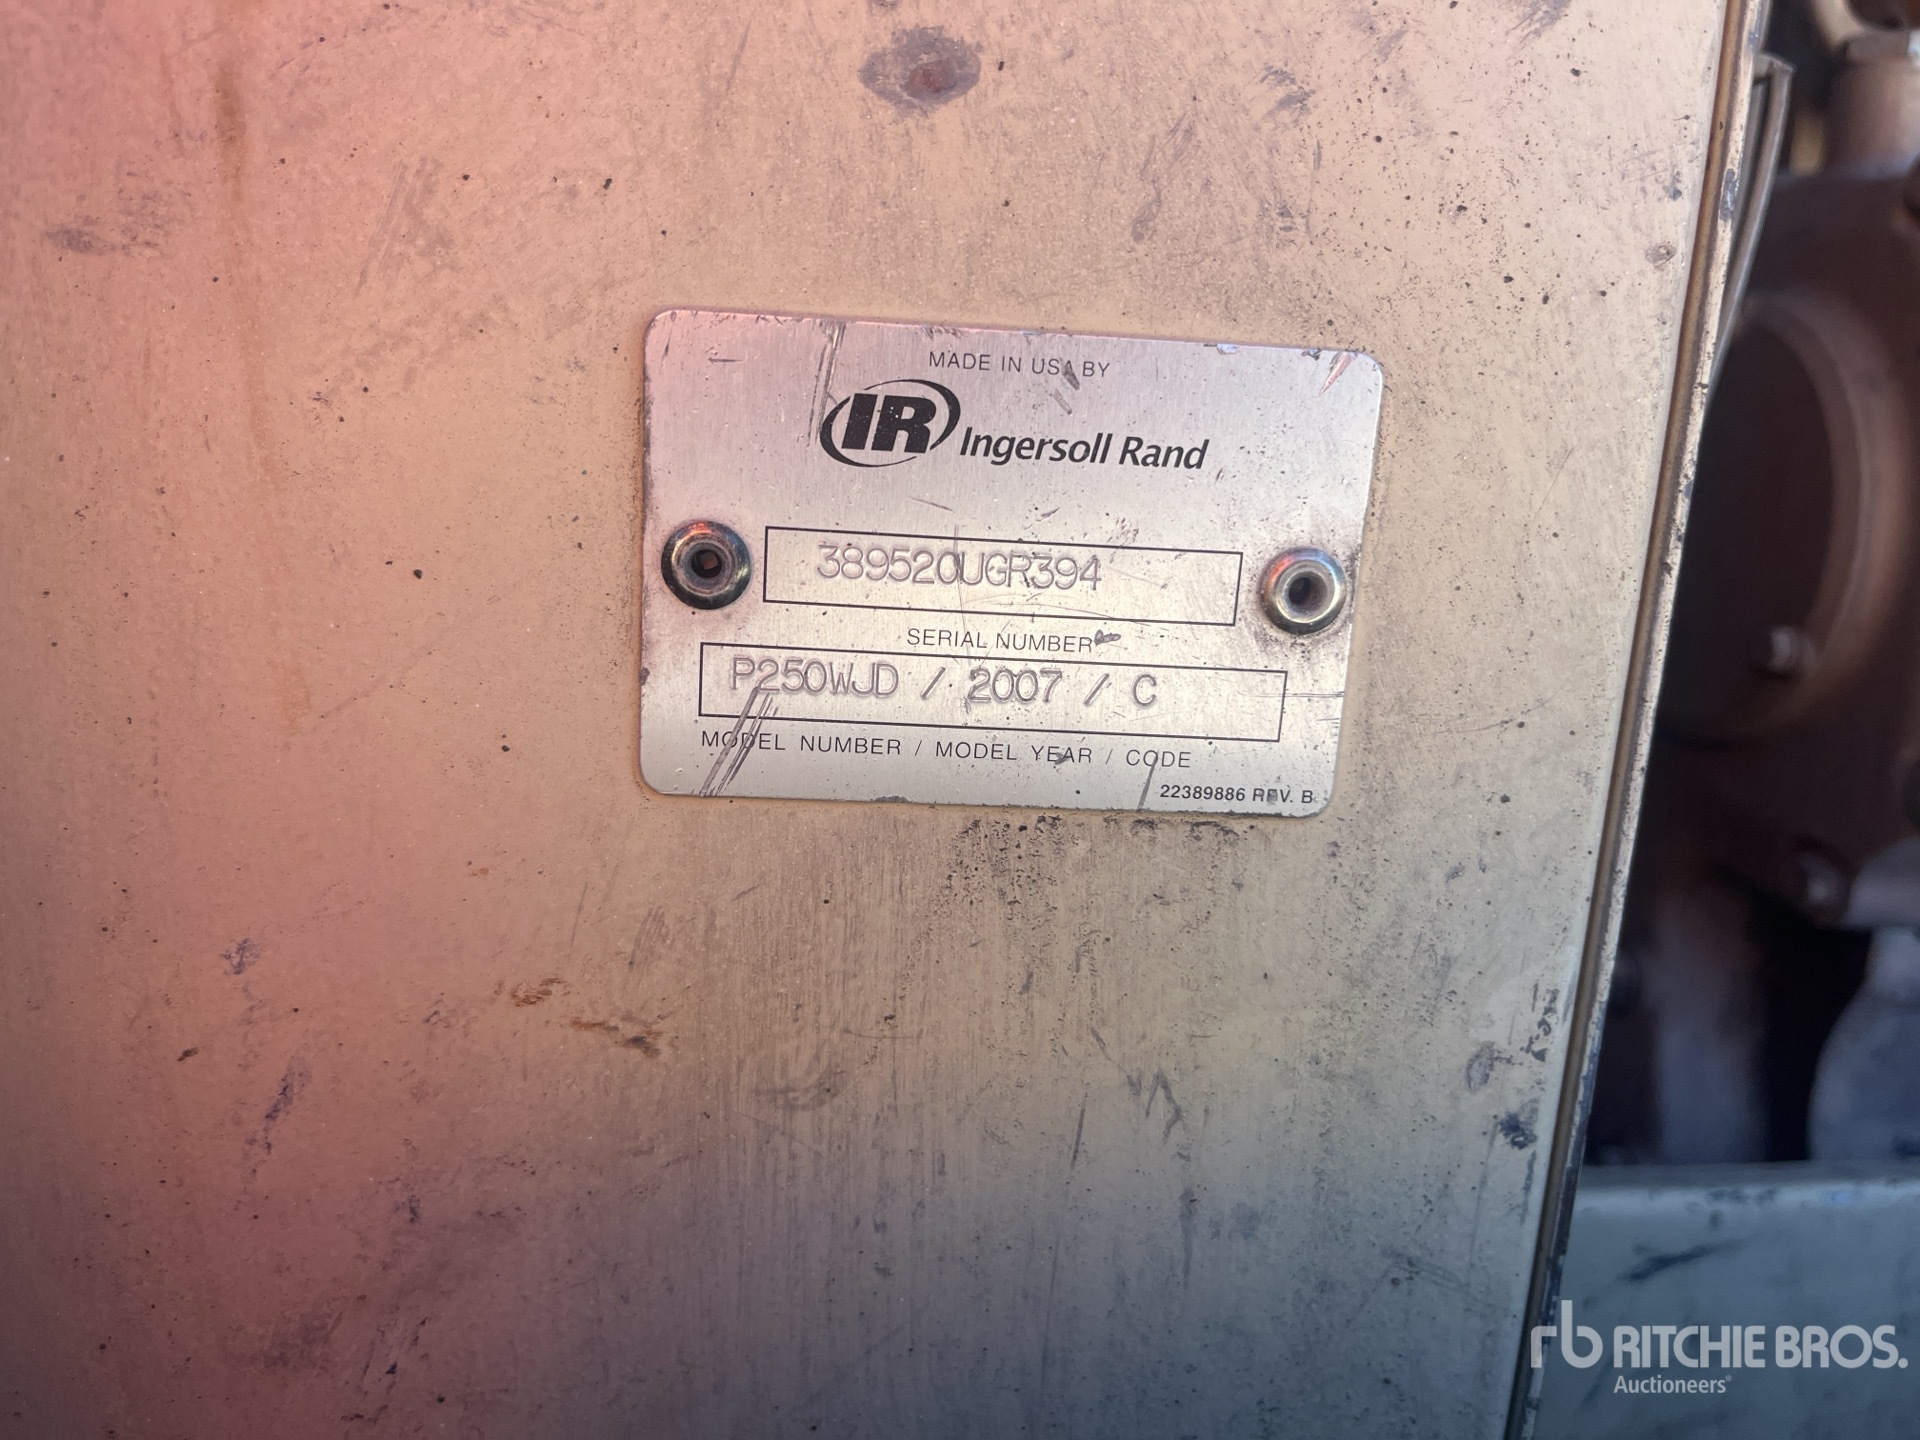 MADE IN USA BY
IR Ingersoll Rand
389520UGR394
SERIAL NUMBER
P250WJD / 2007 / C
MODEL NUMBER / MODEL YEAR / CODE
22389886 REV. B
rb RITCHIE BROS.
Auctioneers